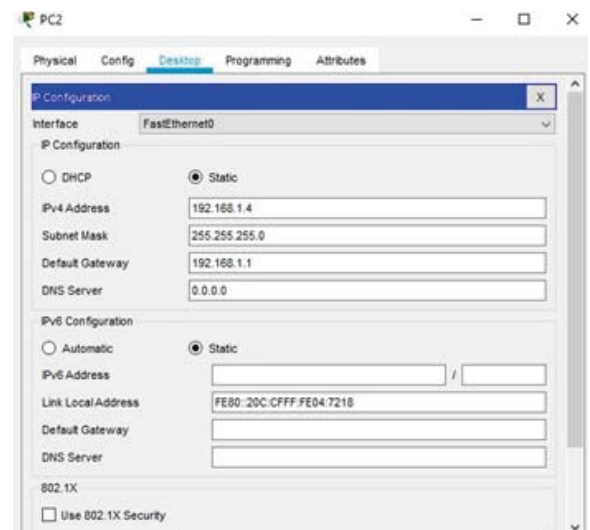 PC2
Physical Config Desktop Programming Attributes
IP Configuration X
Interface FastEthernet0
IP Configuration
DHCP Static
IPv4 Address 192.168.1.4
Subnet Mask 255.255.255.0
Default Gateway 192.168.1.1
DNS Server 0.0.0.0
IPv6 Configuration
Automatic Static
IPv6 Address /
Link Local Address FE80::20C:CFFF:FE04:7218
Default Gateway
DNS Server
802.1X
Use 802.1X Security